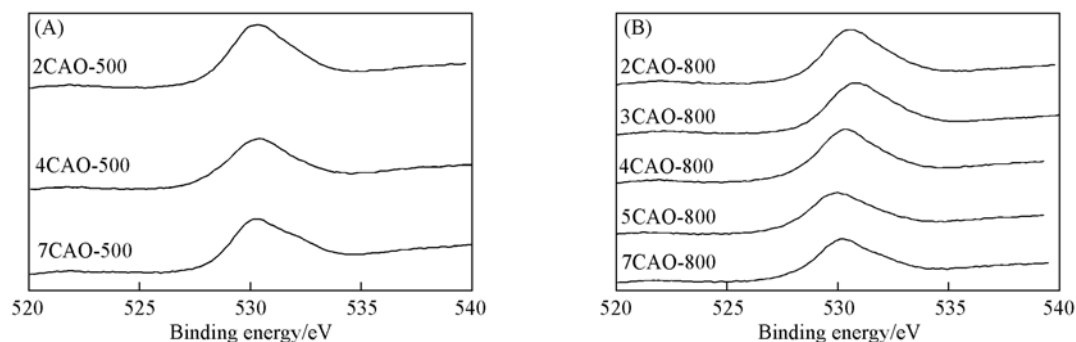 (A)
2CAO-500
4CAO-500
7CAO-500
520 525 530 535 540
Binding energy/eV
(B)
2CAO-800
3CAO-800
4CAO-800
5CAO-800
7CAO-800
520 525 530 535 540
Binding energy/eV